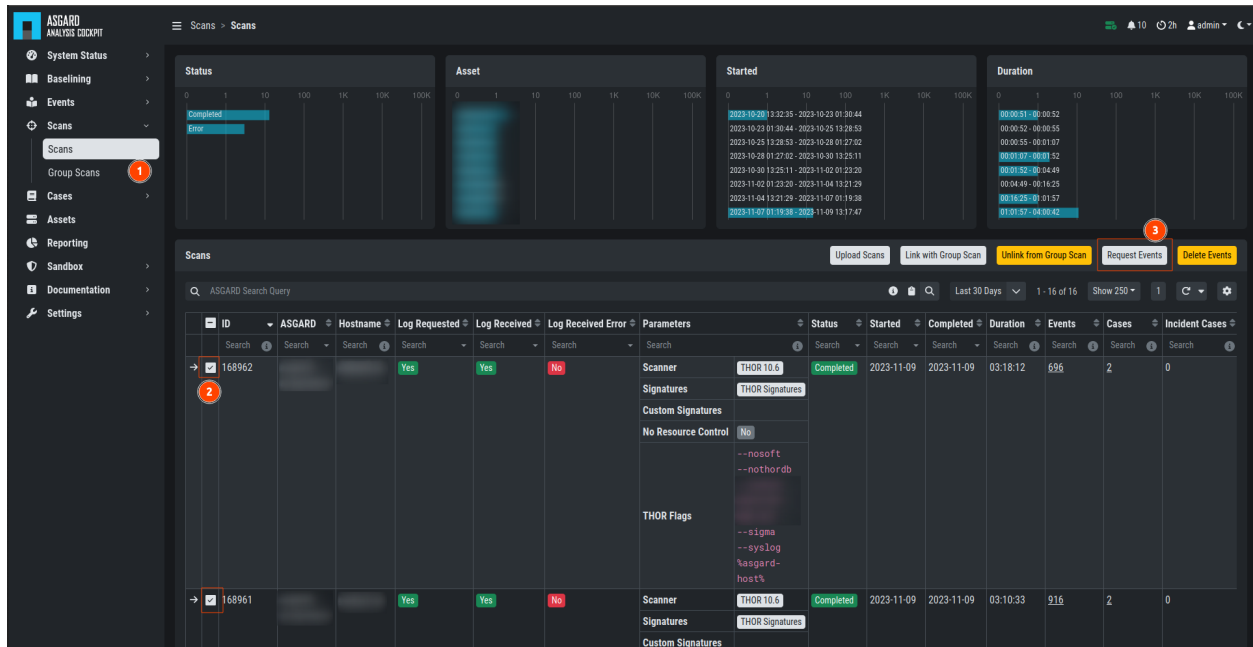 ASGARD
ANALYSIS COCKPIT
Scans > Scans
10 2h admin
System Status
Baselining
Events
Scans
Scans
Group Scans
1
Cases
Assets
Reporting
Sandbox
Documentation
Settings
Status
0 1 10 100 1K 10K 100K
Completed
Error
Asset
0 1 10 100 1K 10K 100K
Started
0 1 10 100 1K 10K 100K
2023-10-20 13:32:35 - 2023-10-23 01:30:44
2023-10-23 01:30:44 - 2023-10-25 13:28:53
2023-10-25 13:28:53 - 2023-10-28 01:27:02
2023-10-28 01:27:02 - 2023-10-30 13:25:11
2023-10-30 13:25:11 - 2023-11-02 01:23:20
2023-11-02 01:23:20 - 2023-11-04 13:21:29
2023-11-04 13:21:29 - 2023-11-07 01:19:38
2023-11-07 01:19:38 - 2023-11-09 13:17:47
Duration
0 1 10 100 1K 10K 100K
00:00:51 - 00:00:52
00:00:52 - 00:00:55
00:00:55 - 00:01:07
00:01:07 - 00:01:52
00:01:52 - 00:04:49
00:04:49 - 00:16:25
00:16:25 - 01:01:57
01:01:57 - 04:00:42
3
Scans
Upload Scans Link with Group Scan Unlink from Group Scan Request Events Delete Events
ASGARD Search Query
Last 30 Days 1 - 16 of 16 Show 250 1
ID ASGARD Hostname Log Requested Log Received Log Received Error Parameters Status Started Completed Duration Events Cases Incident Cases
Search Search Search Search Search Search Search Search Search Search Search Search Search Search
168962 Yes Yes No Scanner THOR 10.6 Completed 2023-11-09 2023-11-09 03:18:12 696 2 0
2
Signatures THOR Signatures
Custom Signatures
No Resource Control No
THOR Flags
--nosoft
--nothordb
--sigma
--syslog
%asgard-
host%
168961 Yes Yes No Scanner THOR 10.6 Completed 2023-11-09 2023-11-09 03:10:33 916 2 0
Signatures THOR Signatures
Custom Signatures